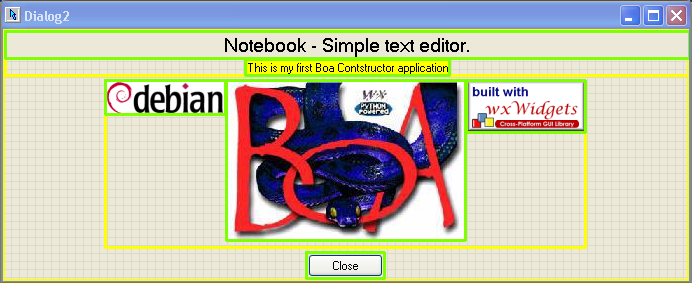 Dialog2
Notebook - Simple text editor.
This is my first Boa Contstructor application
debian
BOA
WX
PYTHON
POWERED
built with
wxWidgets
Cross-Platform GUI Library
Close